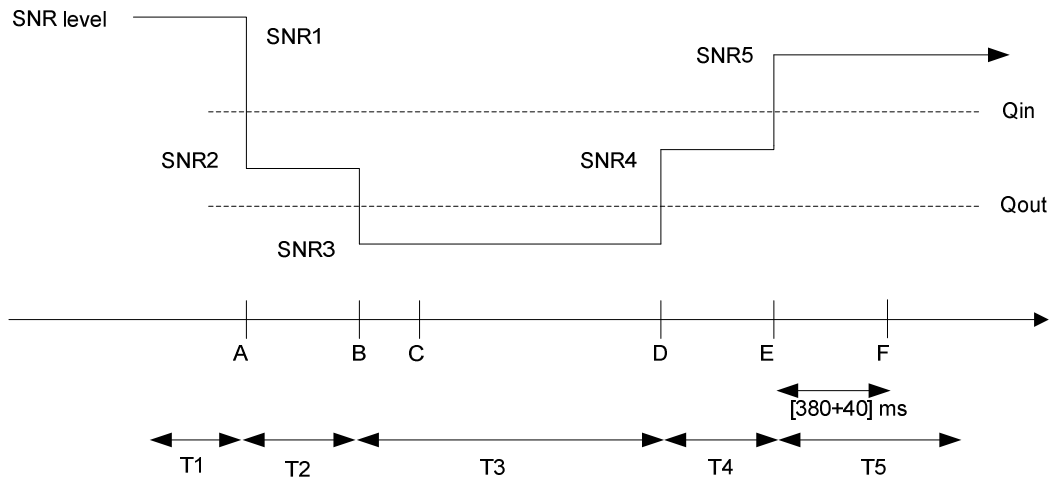 SNR level
SNR1
SNR5
Qin
SNR2
SNR4
Qout
SNR3
A
B
C
D
E
F
[380+40] ms
T1
T2
T3
T4
T5